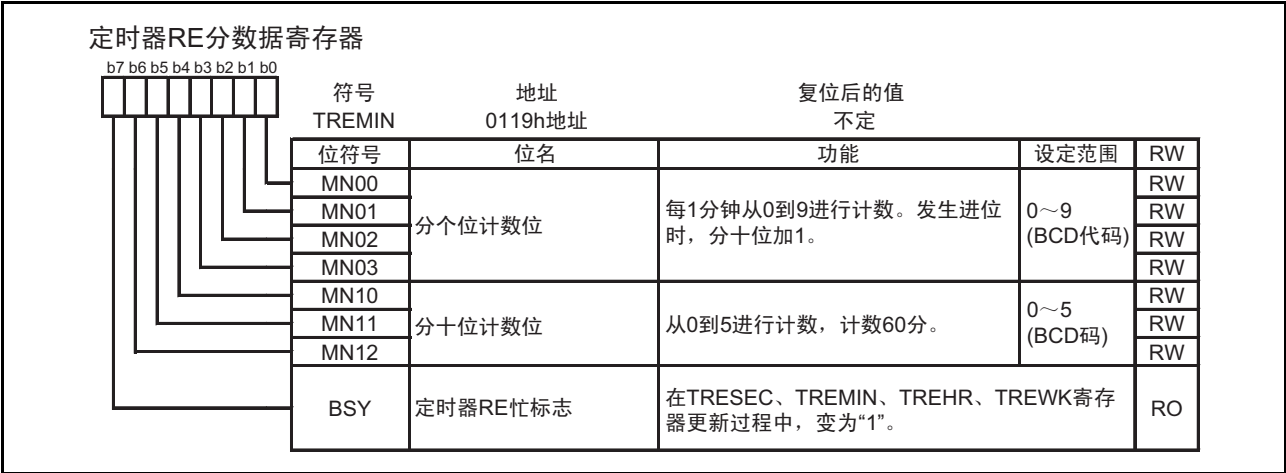 定时器RE分数据寄存器
b7 b6 b5 b4 b3 b2 b1 b0
符号 地址 复位后的值
TREMIN 0119h地址 不定
位符号 位名 功能 设定范围 RW
MN00 RW
MN01 RW
MN02 RW
MN03 RW
分个位计数位
每1分钟从0到9进行计数。发生进位
时，分十位加1。
0～9
(BCD代码)
MN10 RW
MN11 RW
MN12 RW
分十位计数位
从0到5进行计数，计数60分。
0～5
(BCD码)
BSY 定时器RE忙标志
在TRESEC、TREMIN、TREHR、TREWK寄存
器更新过程中，变为“1”。
RO